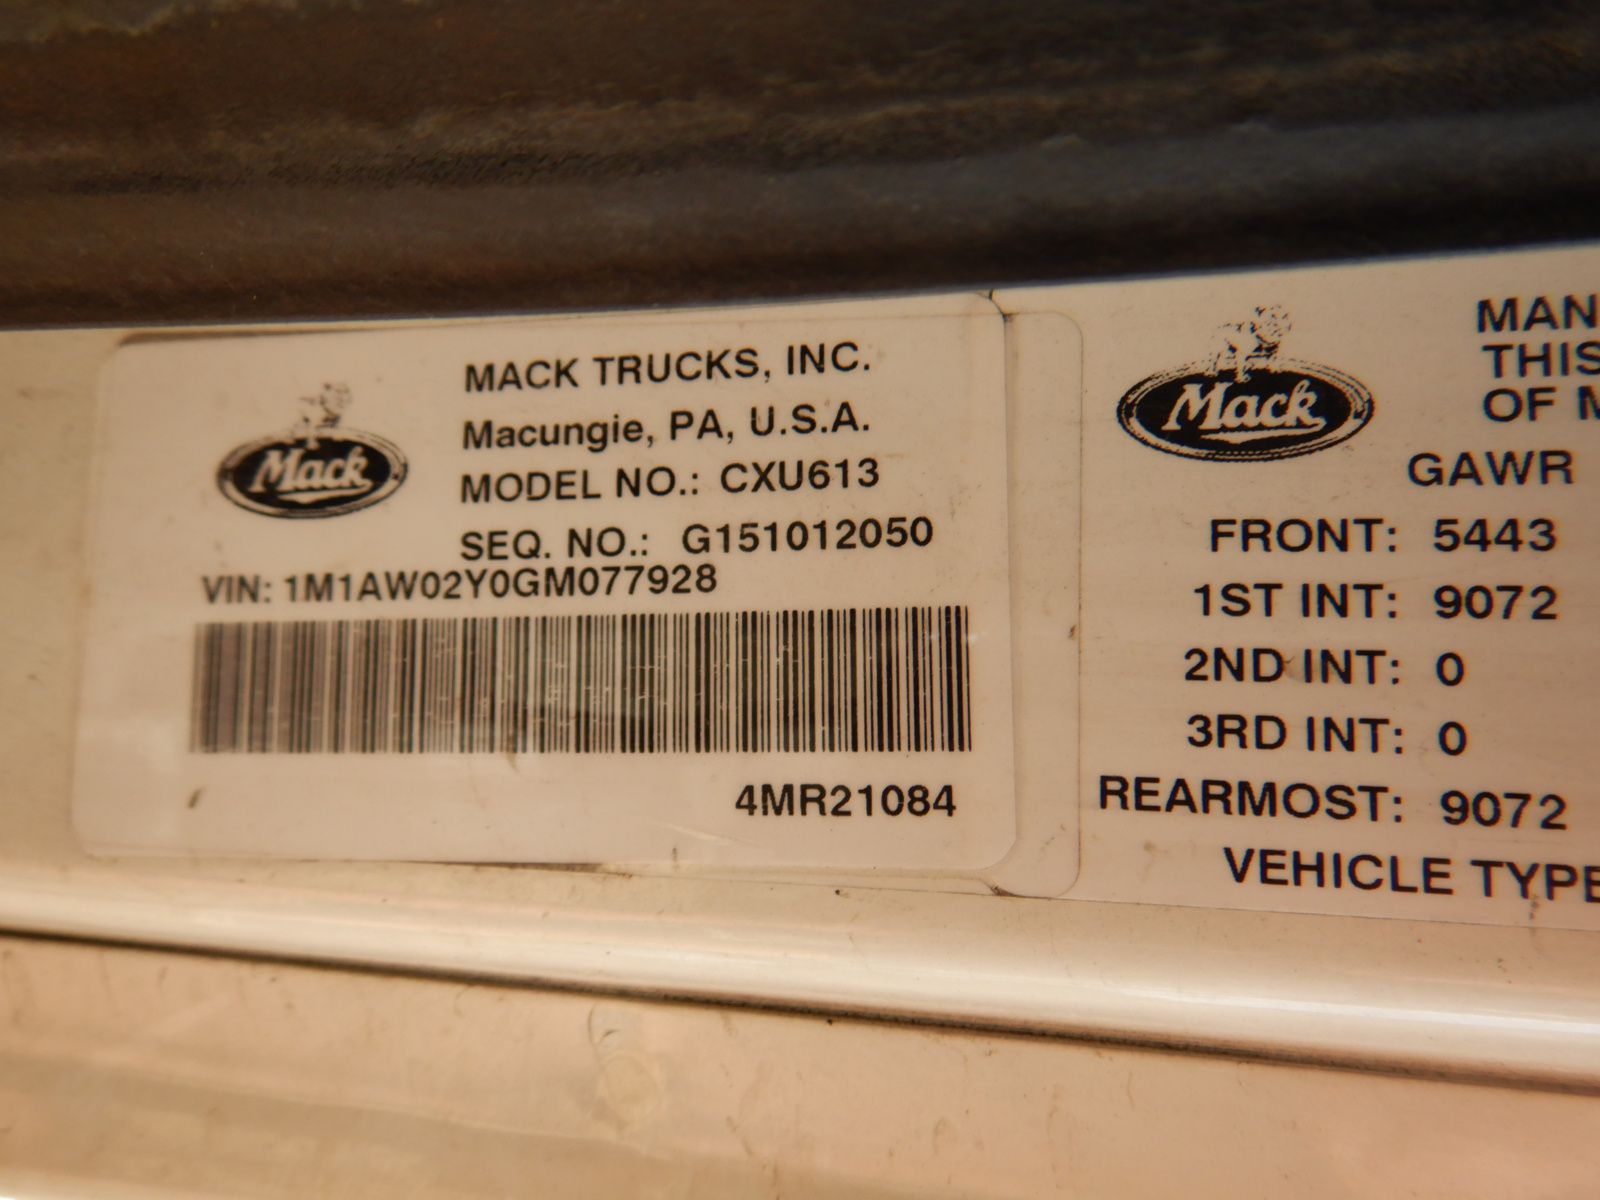 Mack
MACK TRUCKS, INC.
Macungie, PA, U.S.A.
MODEL NO.: CXU613
SEQ. NO.: G151012050
VIN: 1M1AW02Y0GM077928
4MR21084
Mack
MAN
THIS
OF M
GAWR
FRONT: 5443
1ST INT: 9072
2ND INT: 0
3RD INT: 0
REARMOST: 9072
VEHICLE TYPE